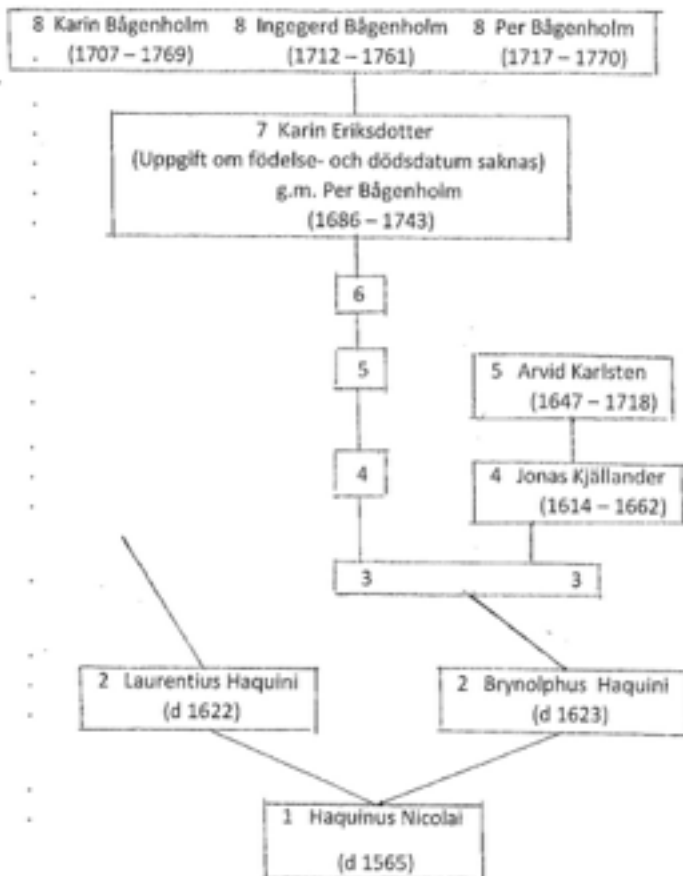 8 Karin Bågenholm 8 Ingegerd Bågenholm 8 Per Bågenholm
(1707 – 1769) (1712 – 1761) (1717 – 1770)
7 Karin Eriksdotter
(Uppgift om födelse- och dödsdatum saknas)
g.m. Per Bågenholm
(1686 – 1743)
6
5
5 Arvid Karlsten
(1647 – 1718)
4
4 Jonas Kjällander
(1614 – 1662)
3 3
2 Laurentius Haquini
(d 1622)
2 Brynolphus Haquini
(d 1623)
1 Haquinus Nicolai
(d 1565)